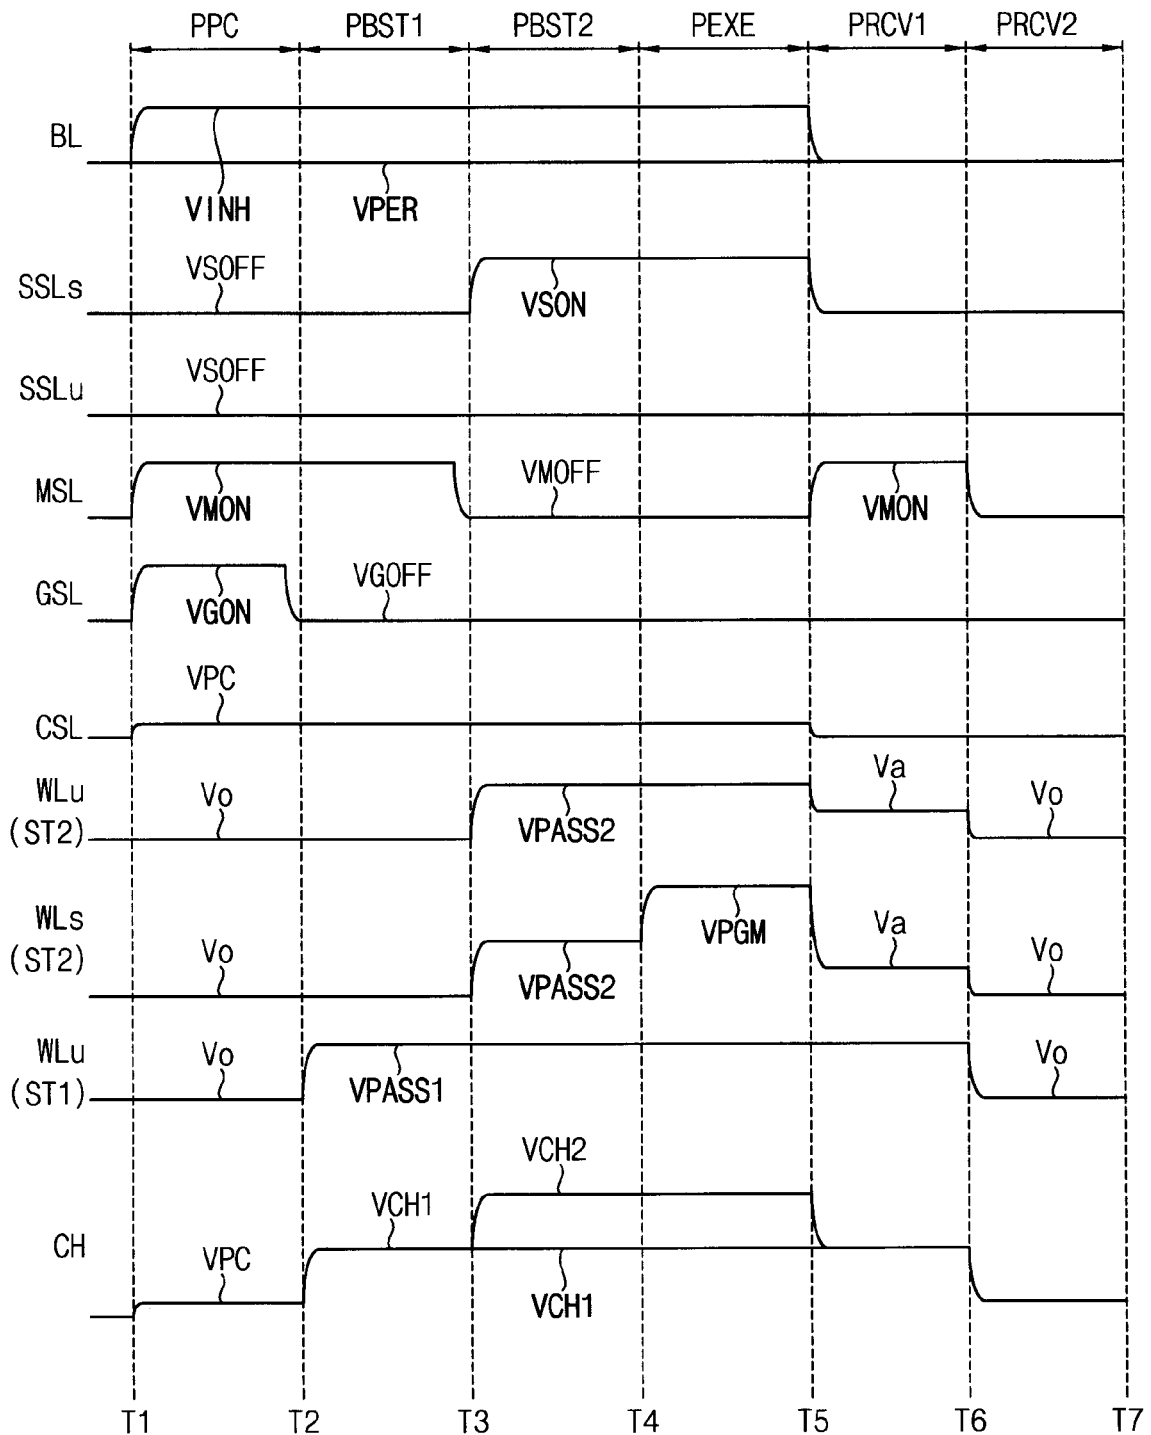 PPC PBST1 PBST2 PEXE PRCV1 PRCV2
BL
VINH VPER
VSOFF
SSLs
VSON
VSOFF
SSLu
VMOFF
MSL
VMON VMON
VGOFF
GSL
VGON
VPC
CSL
Va
WLu Vo Vo
(ST2) VPASS2
WLs VPGM Va
(ST2) Vo Vo
VPASS2
WLu Vo Vo
(ST1) VPASS1
VCH2
VCH1
CH VPC
VCH1
T1 T2 T3 T4 T5 T6 T7